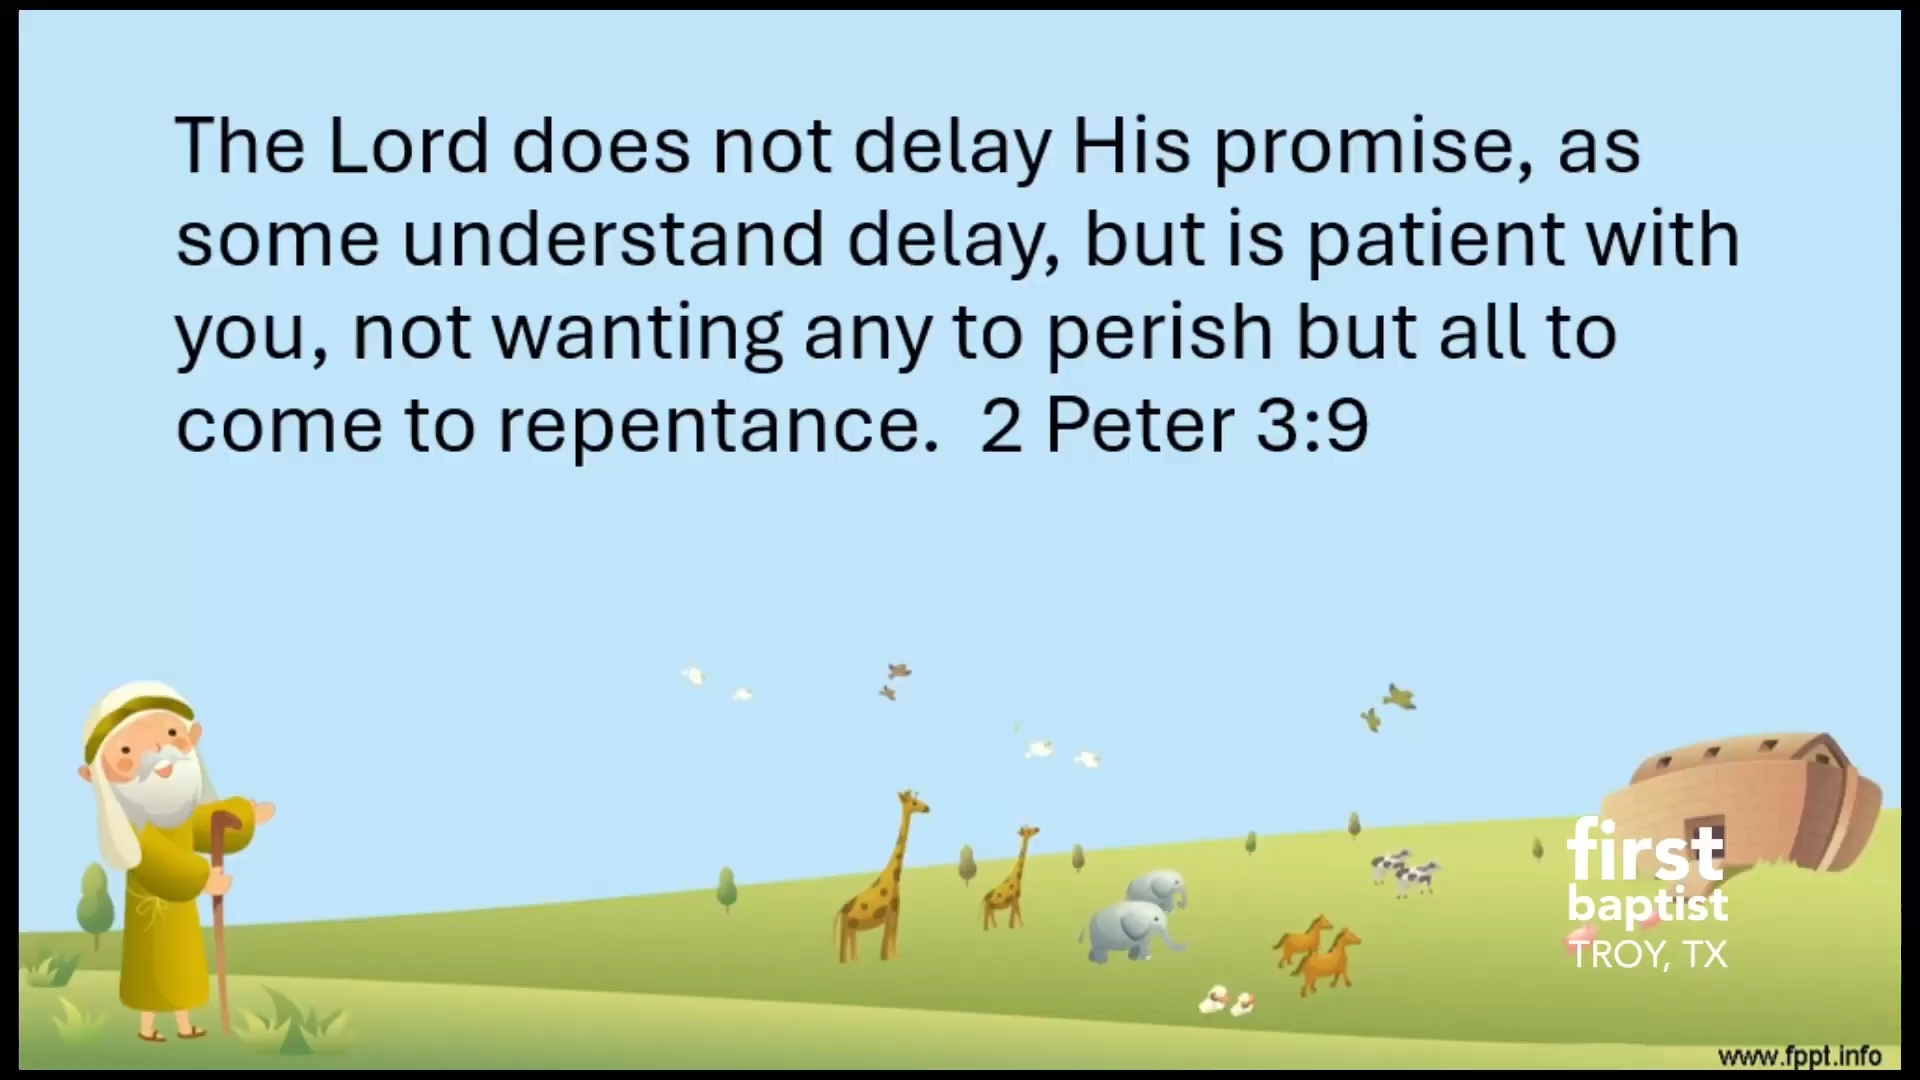 The Lord does not delay His promise, as
some understand delay, but is patient with
you, not wanting any to perish but all to
come to repentance.  2 Peter 3:9
first
baptist
TROY, TX
www.fppt.info